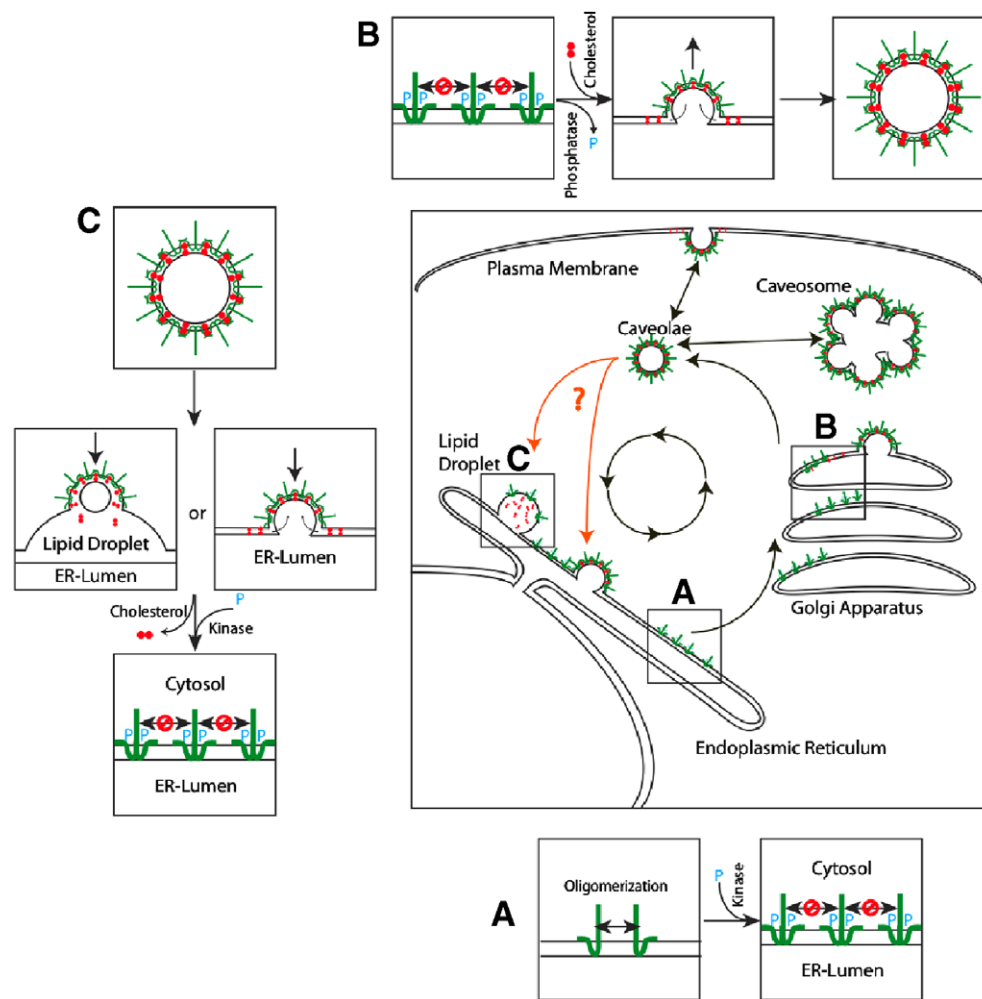 B
P P P P P P
Cholesterol
Phosphatase
P
C
Plasma Membrane
Caveosome
Caveolae
?
Lipid
Droplet
C
B
A
Golgi Apparatus
Endoplasmic Reticulum
Lipid Droplet
ER-Lumen
or
ER-Lumen
Cholesterol
P
Kinase
Cytosol
P P P P P P
ER-Lumen
A
Oligomerization
P
Kinase
Cytosol
P P P P P P
ER-Lumen